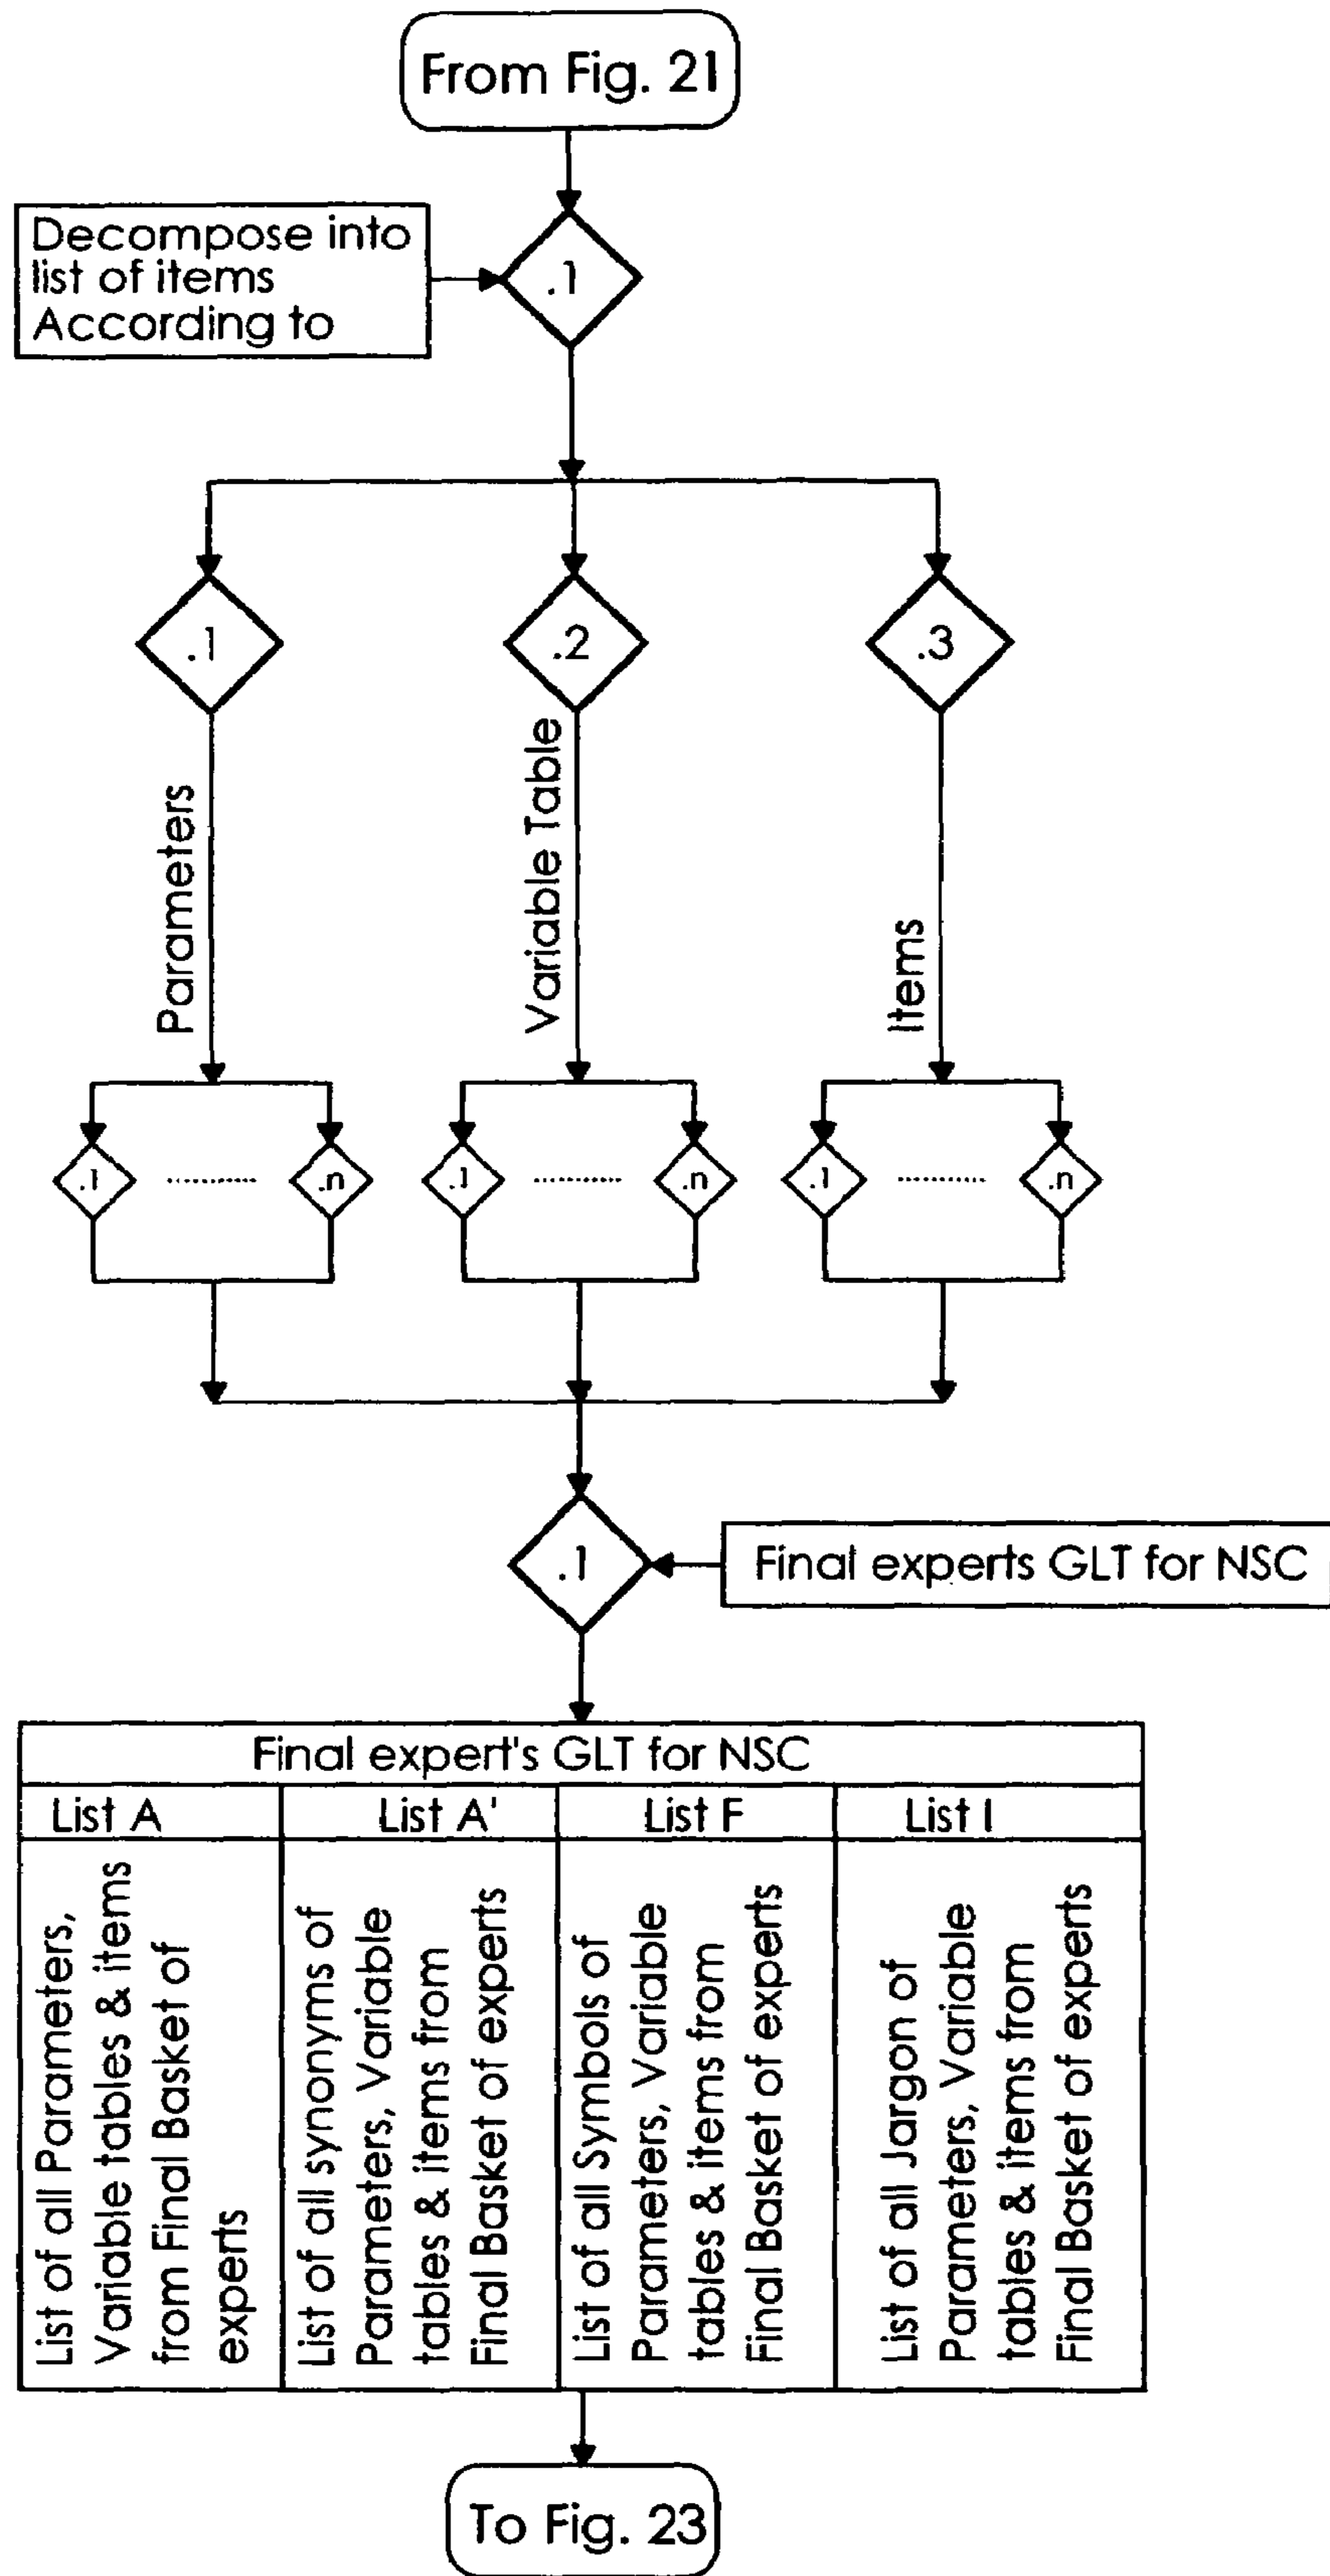 From Fig. 21
Decompose into
list of items
According to
.1
.1
.2
.3
Parameters
Variable Table
Items
.1
.n
.1
.n
.1
.n
.1
Final experts GLT for NSC
Final expert's GLT for NSC
List A
List A'
List F
List I
List of all Parameters,
Variable tables & items
from Final Basket of
experts
List of all synonyms of
Parameters, Variable
tables & items from
Final Basket of experts
List of all Symbols of
Parameters, Variable
tables & items from
Final Basket of experts
List of all Jargon of
Parameters, Variable
tables & items from
Final Basket of experts
To Fig. 23